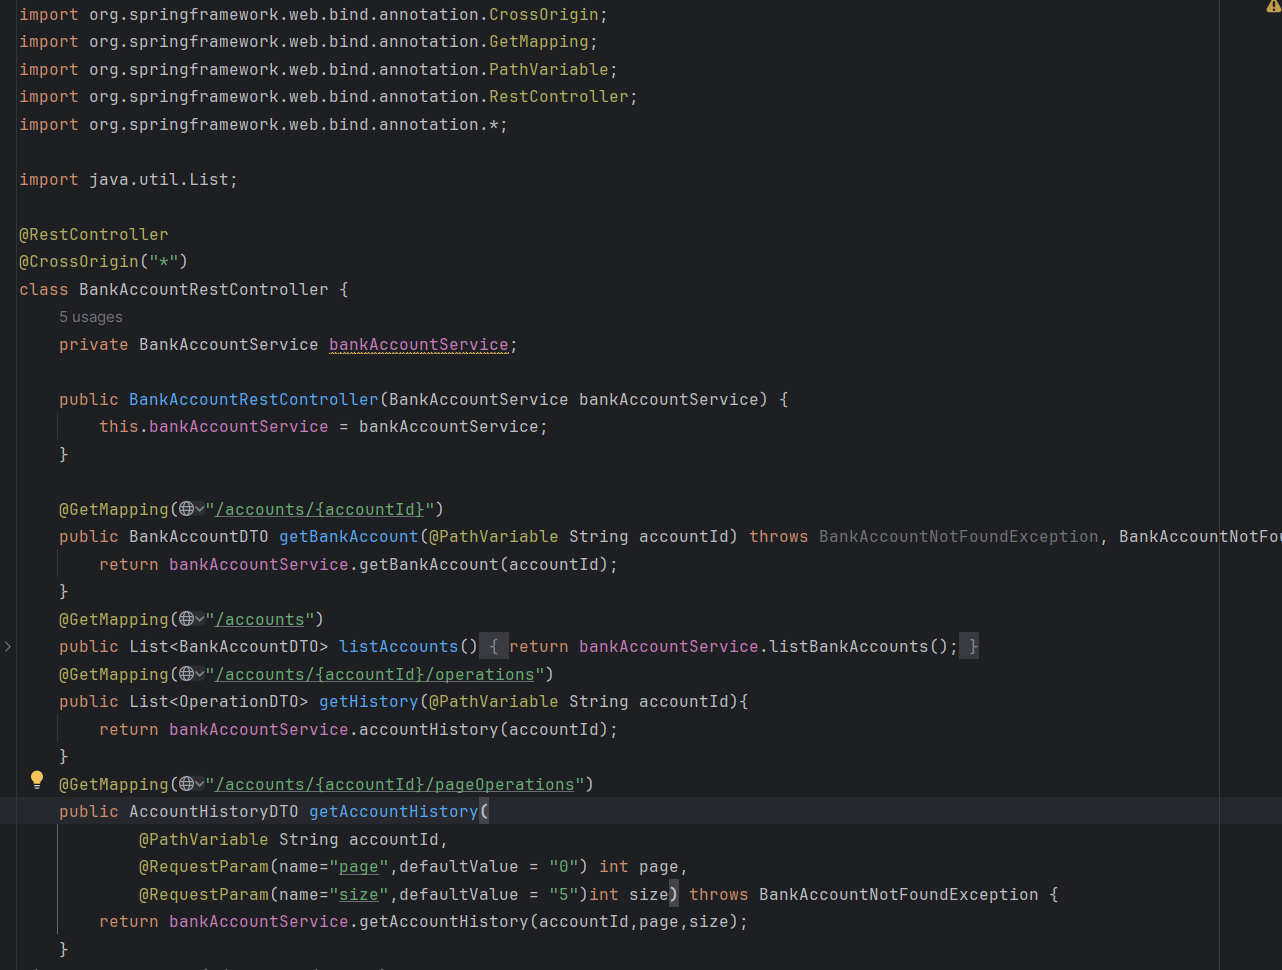 import org.springframework.web.bind.annotation.CrossOrigin;
import org.springframework.web.bind.annotation.GetMapping;
import org.springframework.web.bind.annotation.PathVariable;
import org.springframework.web.bind.annotation.RestController;
import org.springframework.web.bind.annotation.*;
import java.util.List;
@RestController
@CrossOrigin("*")
class BankAccountRestController {
5 usages
private BankAccountService bankAccountService;
public BankAccountRestController(BankAccountService bankAccountService) {
this.bankAccountService = bankAccountService;
}
@GetMapping("/accounts/{accountId}")
public BankAccountDTO getBankAccount(@PathVariable String accountId) throws BankAccountNotFoundException, BankAccountNotFou
return bankAccountService.getBankAccount(accountId);
}
@GetMapping("/accounts")
public List<BankAccountDTO> listAccounts() { return bankAccountService.listBankAccounts(); }
@GetMapping("/accounts/{accountId}/operations")
public List<OperationDTO> getHistory(@PathVariable String accountId){
return bankAccountService.accountHistory(accountId);
}
@GetMapping("/accounts/{accountId}/pageOperations")
public AccountHistoryDTO getAccountHistory(
@PathVariable String accountId,
@RequestParam(name="page",defaultValue = "0") int page,
@RequestParam(name="size",defaultValue = "5")int size) throws BankAccountNotFoundException {
return bankAccountService.getAccountHistory(accountId,page,size);
}